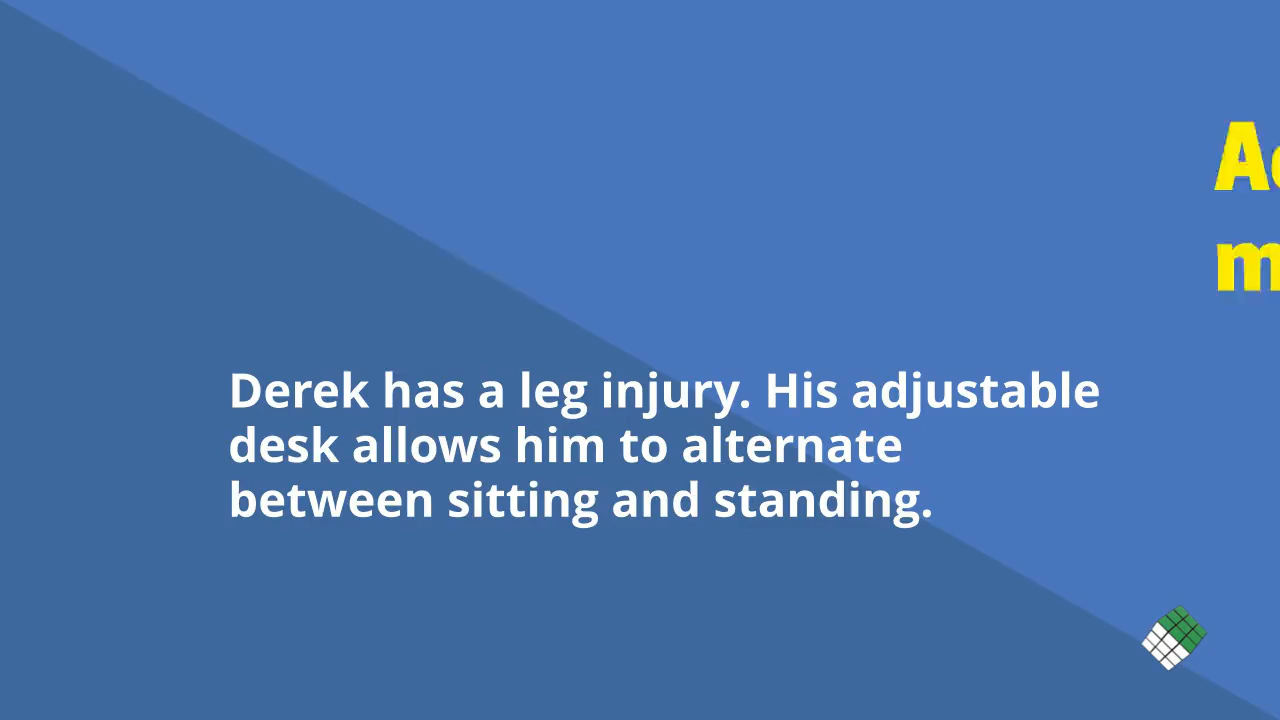 Derek has a leg injury. His adjustable
desk allows him to alternate
between sitting and standing.